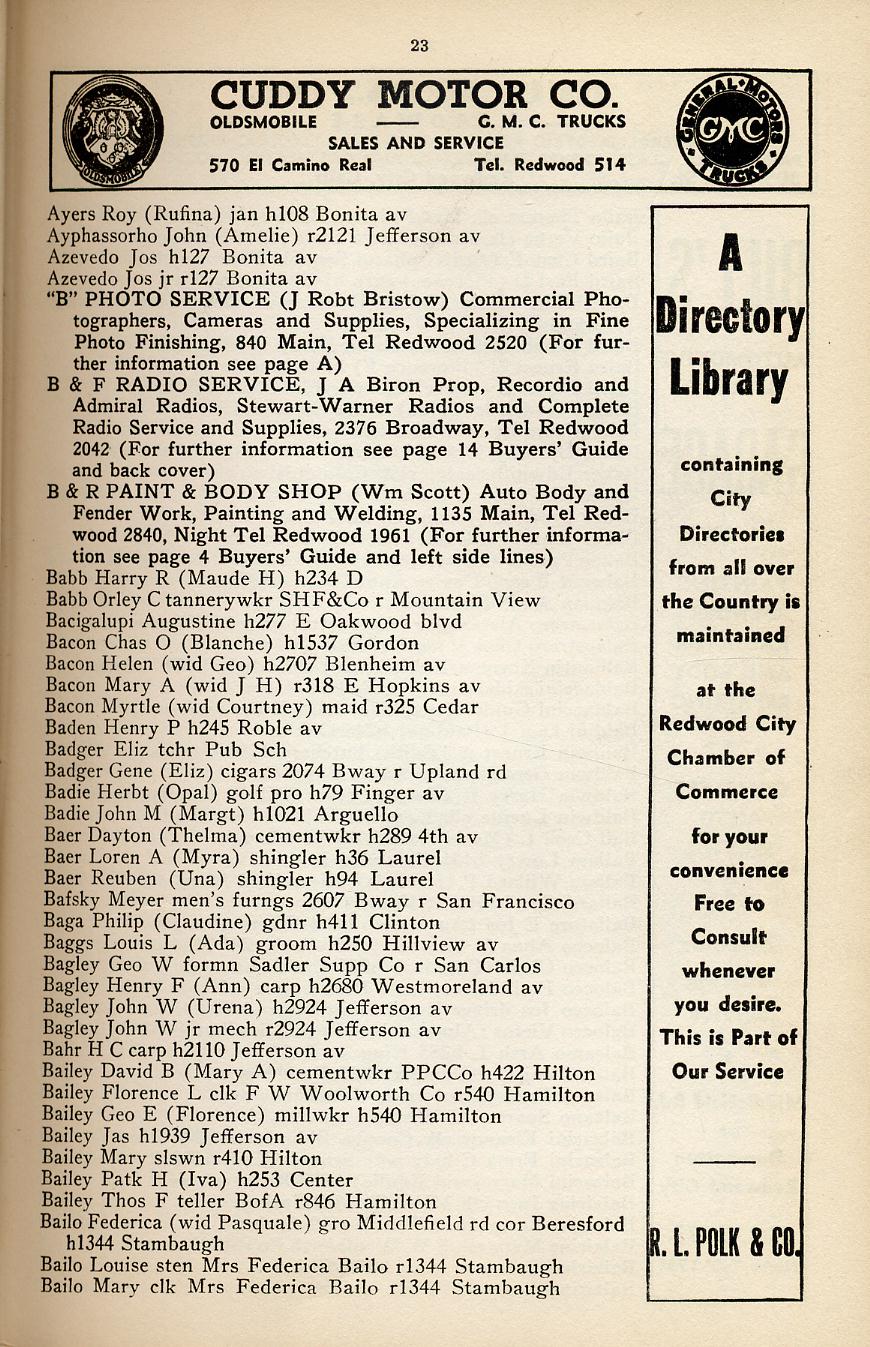 23
CUDDY MOTOR CO.
OLDSMOBILE — G. M. C. TRUCKS
SALES AND SERVICE
570 El Camino Real Tel. Redwood 514
OLDSMOBILE
GENERAL MOTORS
GMC
TRUCKS
Ayers Roy (Rufina) jan h108 Bonita av
Ayphassorho John (Amelie) r2121 Jefferson av
Azevedo Jos h127 Bonita av
Azevedo Jos jr r127 Bonita av
“B” PHOTO SERVICE (J Robt Bristow) Commercial Pho-
tographers, Cameras and Supplies, Specializing in Fine
Photo Finishing, 840 Main, Tel Redwood 2520 (For fur-
ther information see page A)
B & F RADIO SERVICE, J A Biron Prop, Recordio and
Admiral Radios, Stewart-Warner Radios and Complete
Radio Service and Supplies, 2376 Broadway, Tel Redwood
2042 (For further information see page 14 Buyers’ Guide
and back cover)
B & R PAINT & BODY SHOP (Wm Scott) Auto Body and
Fender Work, Painting and Welding, 1135 Main, Tel Red-
wood 2840, Night Tel Redwood 1961 (For further informa-
tion see page 4 Buyers’ Guide and left side lines)
Babb Harry R (Maude H) h234 D
Babb Orley C tannerywkr SHF&Co r Mountain View
Bacigalupi Augustine h277 E Oakwood blvd
Bacon Chas O (Blanche) h1537 Gordon
Bacon Helen (wid Geo) h2707 Blenheim av
Bacon Mary A (wid J H) r318 E Hopkins av
Bacon Myrtle (wid Courtney) maid r325 Cedar
Baden Henry P h245 Roble av
Badger Eliz tchr Pub Sch
Badger Gene (Eliz) cigars 2074 Bway r Upland rd
Badie Herbt (Opal) golf pro h79 Finger av
Badie John M (Margt) h1021 Arguello
Baer Dayton (Thelma) cementwkr h289 4th av
Baer Loren A (Myra) shingler h36 Laurel
Baer Reuben (Una) shingler h94 Laurel
Bafsky Meyer men’s furngs 2607 Bway r San Francisco
Baga Philip (Claudine) gdnr h411 Clinton
Baggs Louis L (Ada) groom h250 Hillview av
Bagley Geo W formn Sadler Supp Co r San Carlos
Bagley Henry F (Ann) carp h2680 Westmoreland av
Bagley John W (Urena) h2924 Jefferson av
Bagley John W jr mech r2924 Jefferson av
Bahr H C carp h2110 Jefferson av
Bailey David B (Mary A) cementwkr PPCCo h422 Hilton
Bailey Florence L clk F W Woolworth Co r540 Hamilton
Bailey Geo E (Florence) millwkr h540 Hamilton
Bailey Jas h1939 Jefferson av
Bailey Mary slswn r410 Hilton
Bailey Patk H (Iva) h253 Center
Bailey Thos F teller BofA r846 Hamilton
Bailo Federica (wid Pasquale) gro Middlefield rd cor Beresford
h1344 Stambaugh
Bailo Louise sten Mrs Federica Bailo r1344 Stambaugh
Bailo Mary clk Mrs Federica Bailo r1344 Stambaugh
A
Directory
Library
containing
City
Directories
from all over
the Country is
maintained
at the
Redwood City
Chamber of
Commerce
for your
convenience
Free to
Consult
whenever
you desire.
This is Part of
Our Service
R. L. POLK & CO.